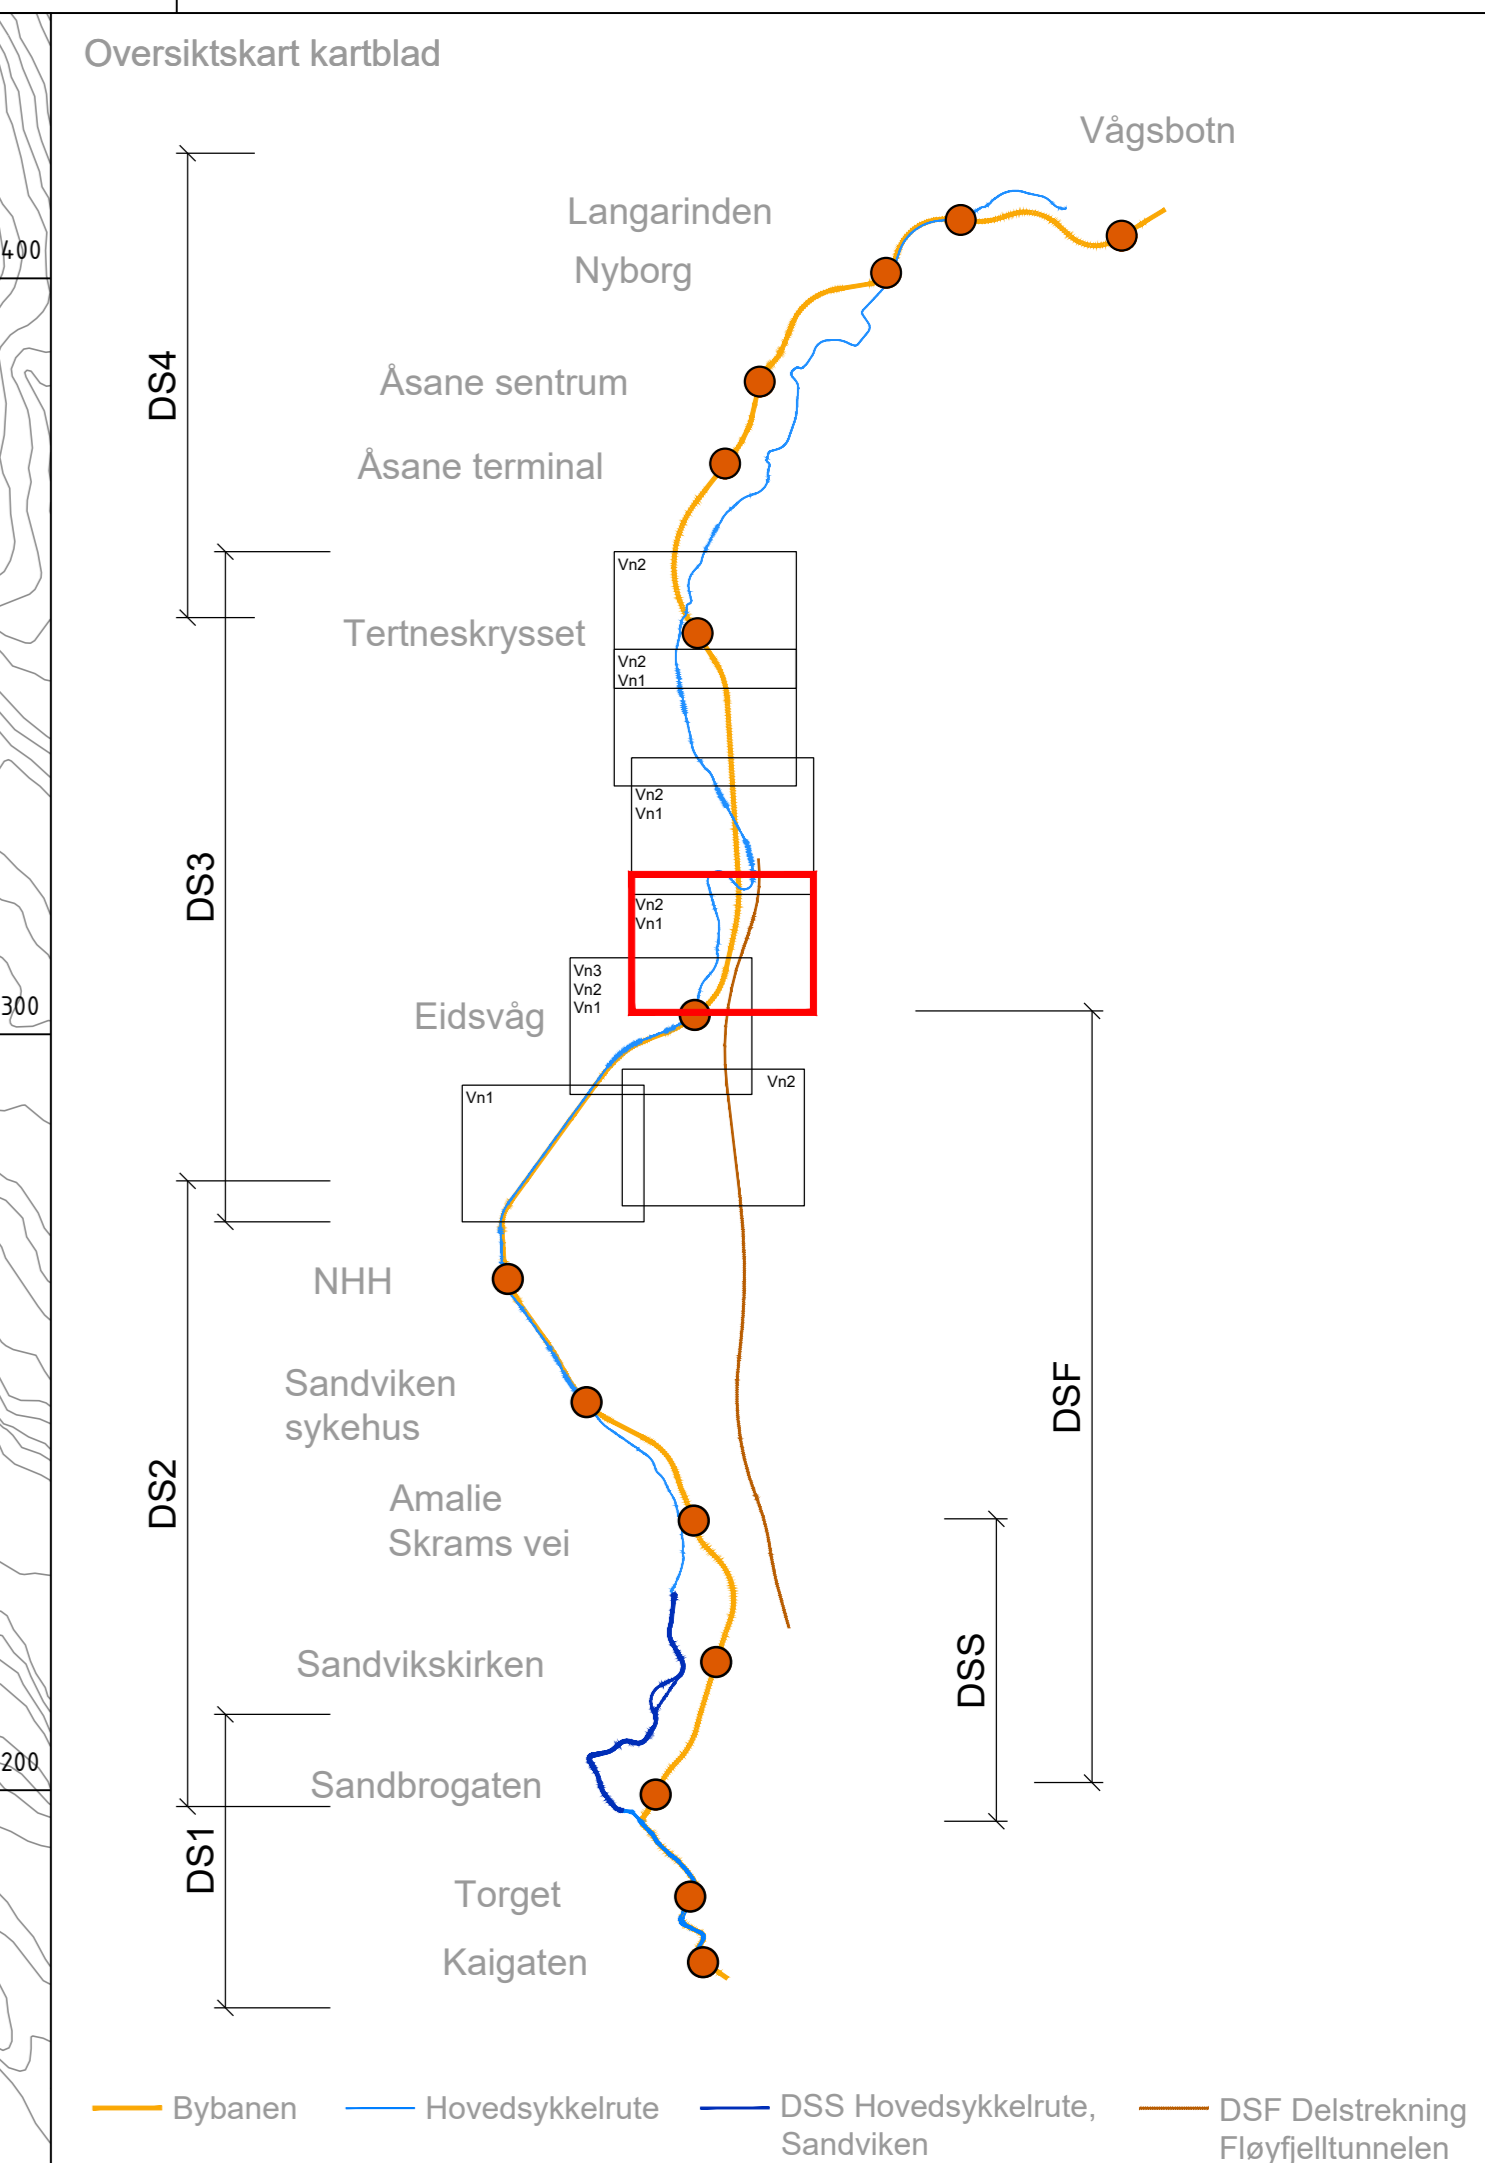 Oversiktskart kartblad
Vågsbotn
Langarinden
400
Nyborg
DS4
Åsane sentrum
Åsane terminal
Vn2
Tertneskrysset
Vn2
Vn1
Vn2
Vn1
DS3
Vn2
Vn1
Vn3
Vn2
Vn1
300
Eidsvåg
Vn2
Vn1
NHH
Sandviken
sykehus
DSF
DS2
Amalie
Skrams vei
Sandvikskirken
DSS
200
Sandbrogaten
DS1
Torget
Kaigaten
Bybanen
Hovedsykkelrute
DSS Hovedsykkelrute,
Sandviken
DSF Delstrekning
Fløyfjelltunnelen